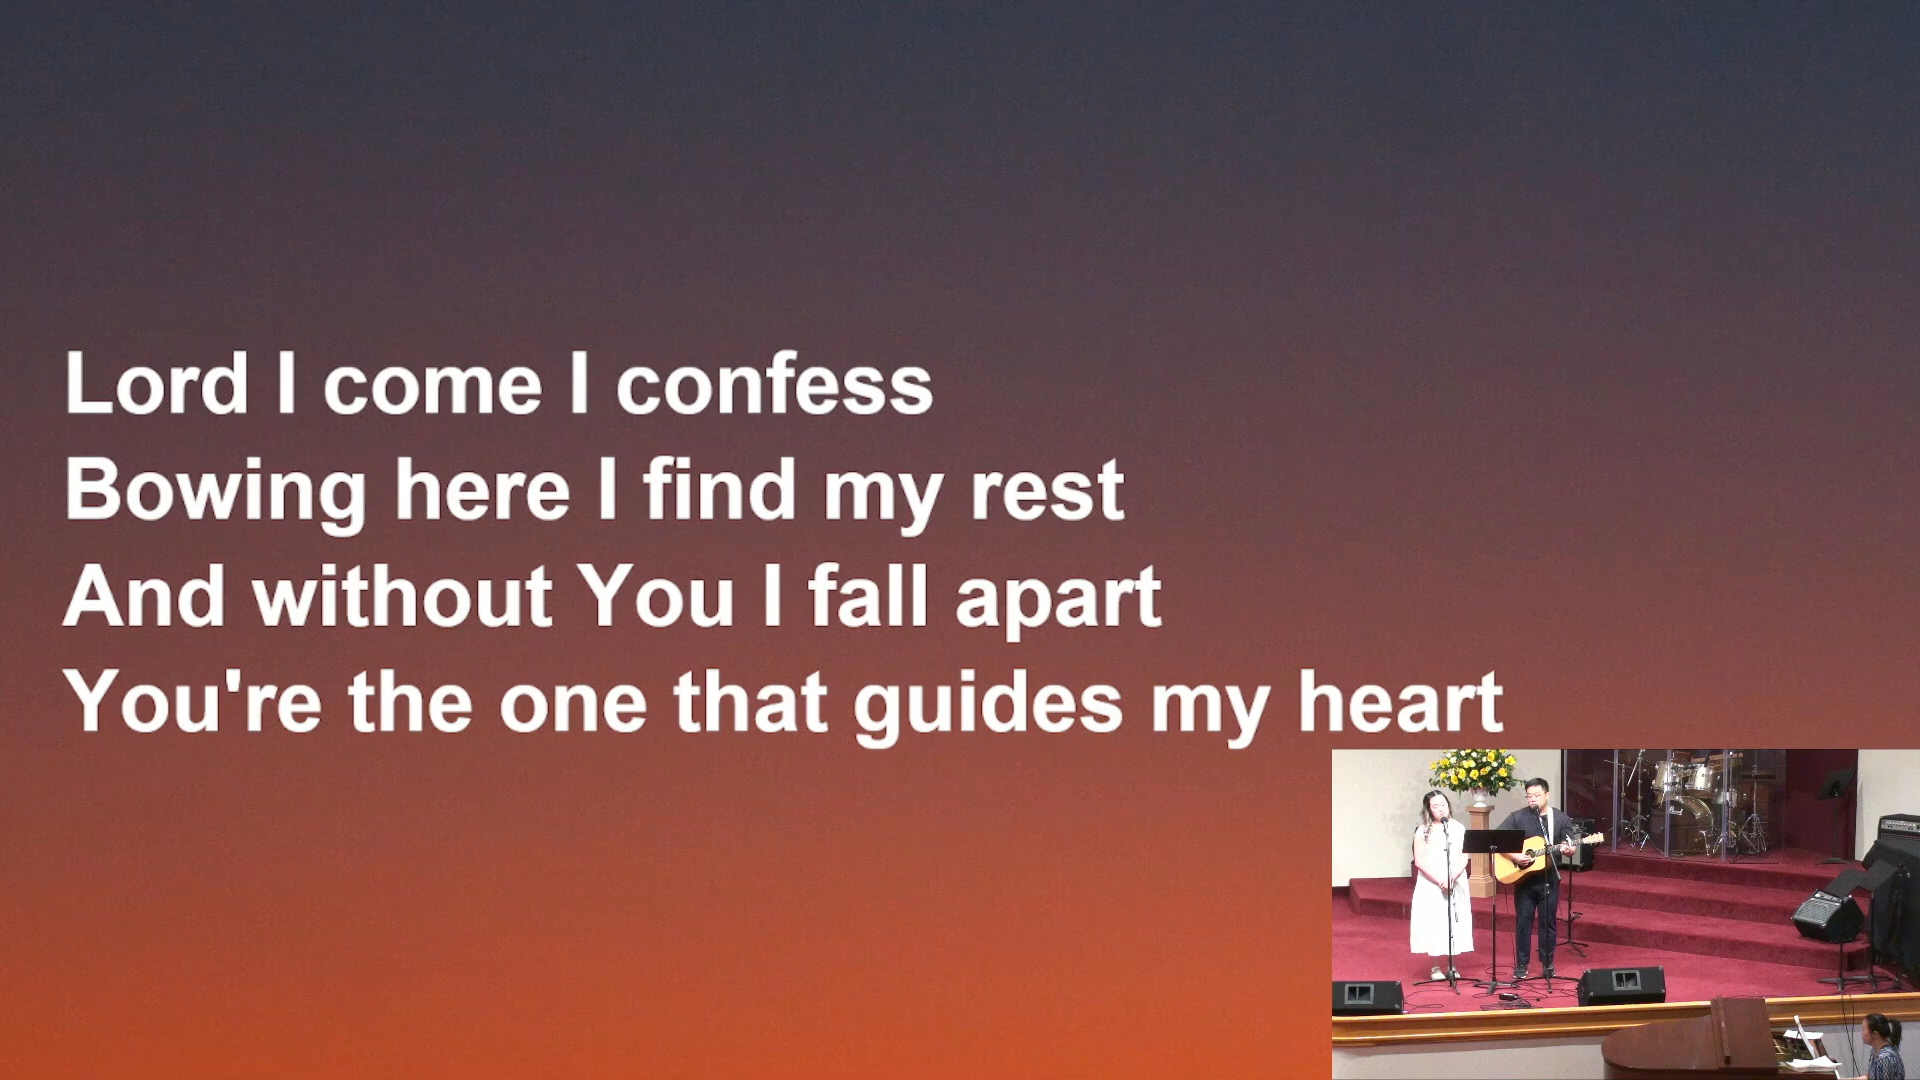 Lord I come I confess
Bowing here I find my rest
And without You I fall apart
You're the one that guides my heart